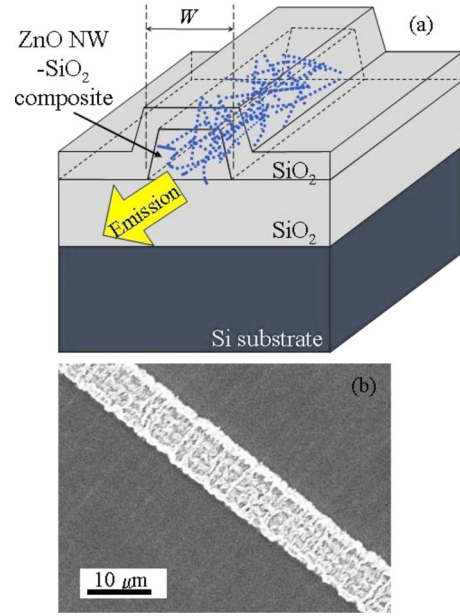 W
(a)
ZnO NW
-SiO₂
composite
SiO₂
Emission
SiO₂
Si substrate
(b)
10 μm